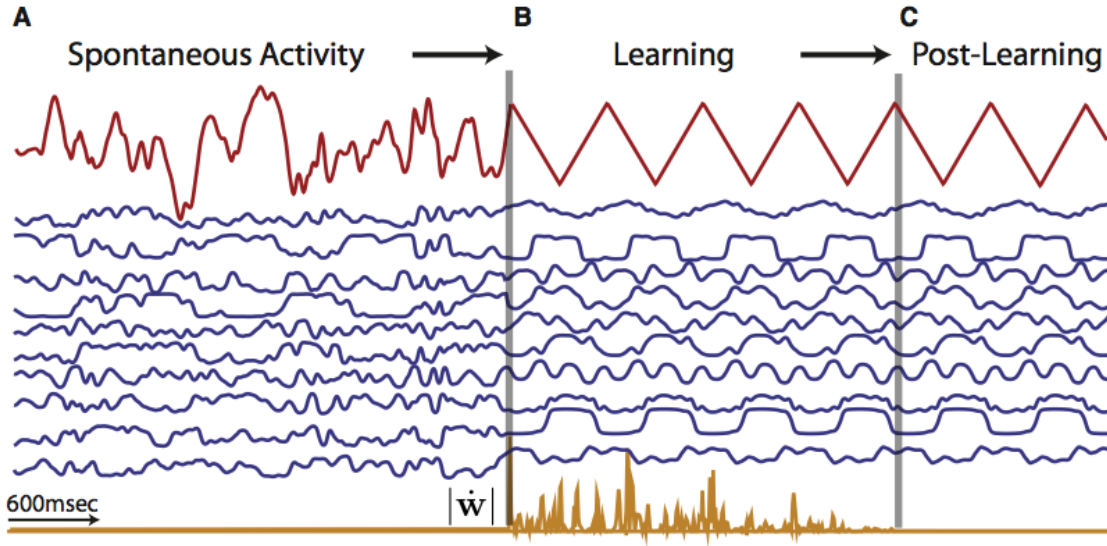 A
B
C
Spontaneous Activity
Learning
Post-Learning
600msec
|ẇ|